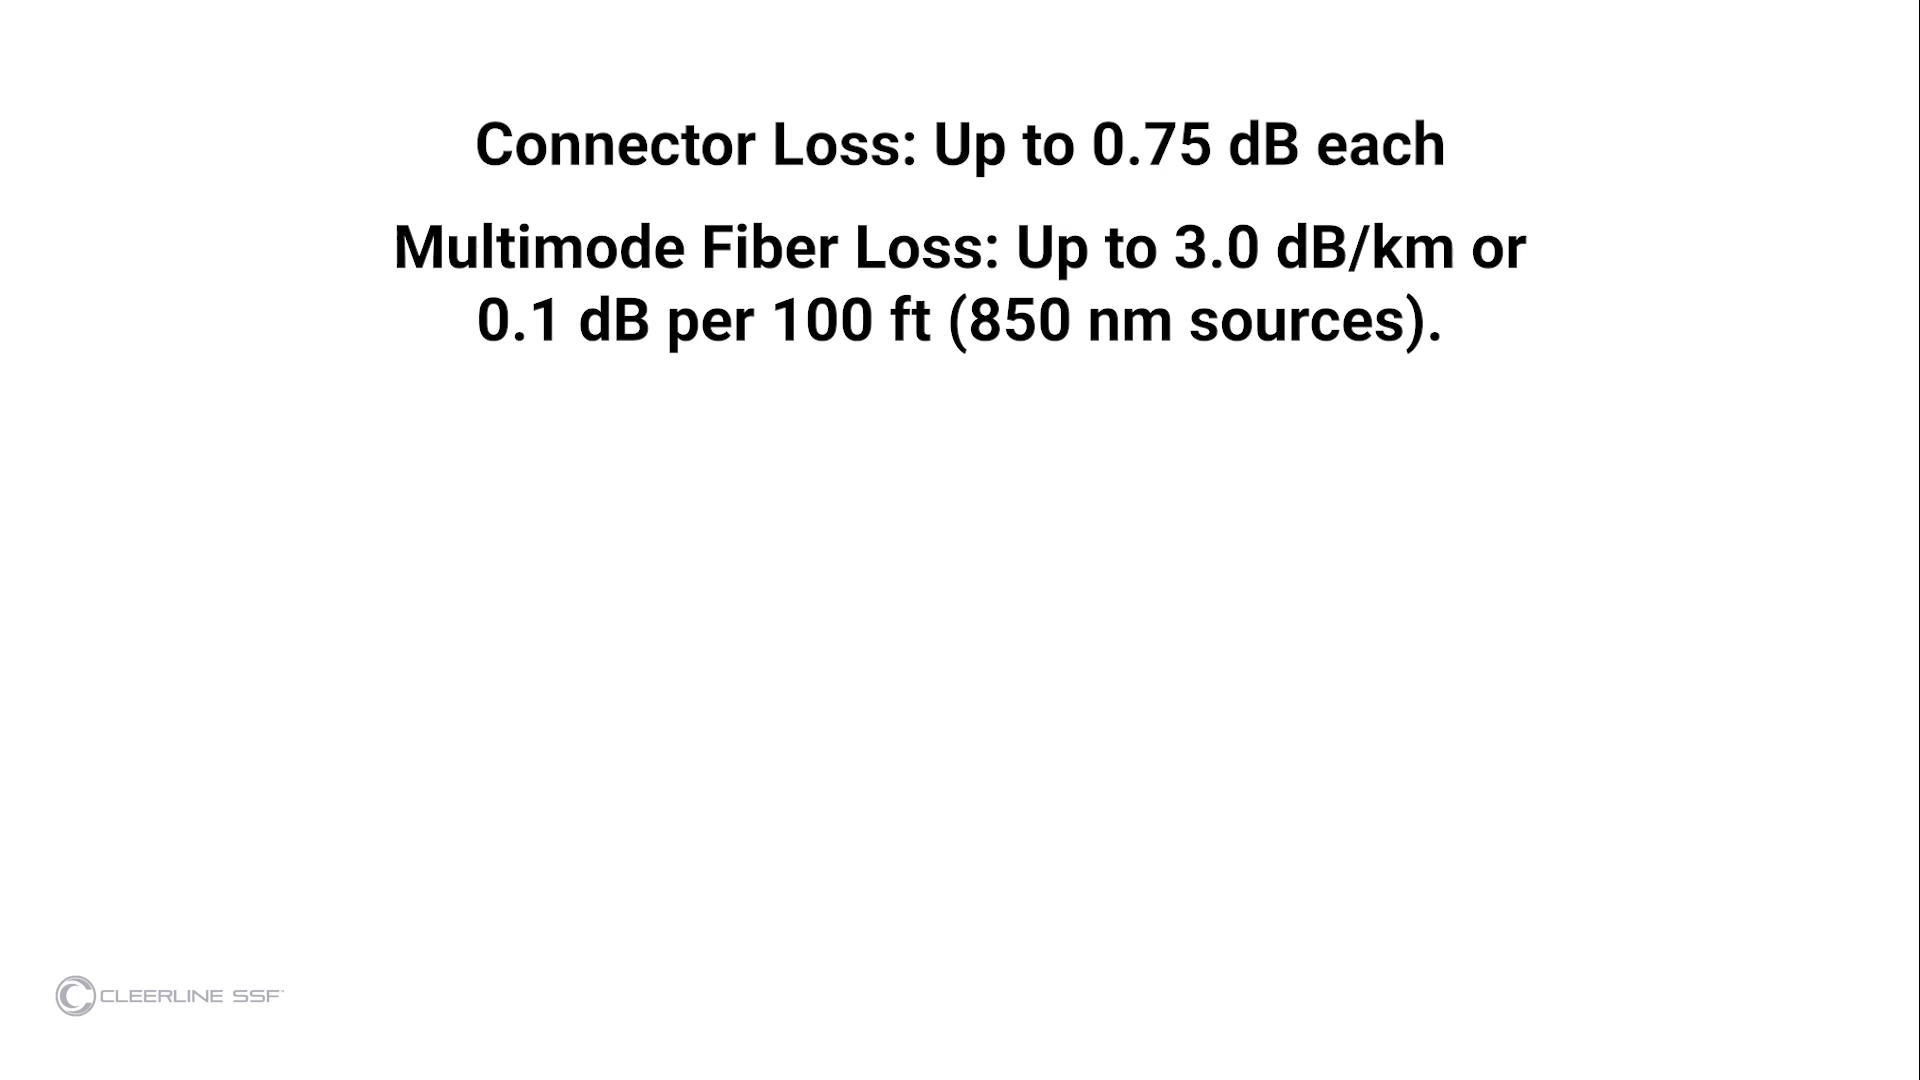 Connector Loss: Up to 0.75 dB each
Multimode Fiber Loss: Up to 3.0 dB/km or
0.1 dB per 100 ft (850 nm sources).
CLEERLINE SSF™